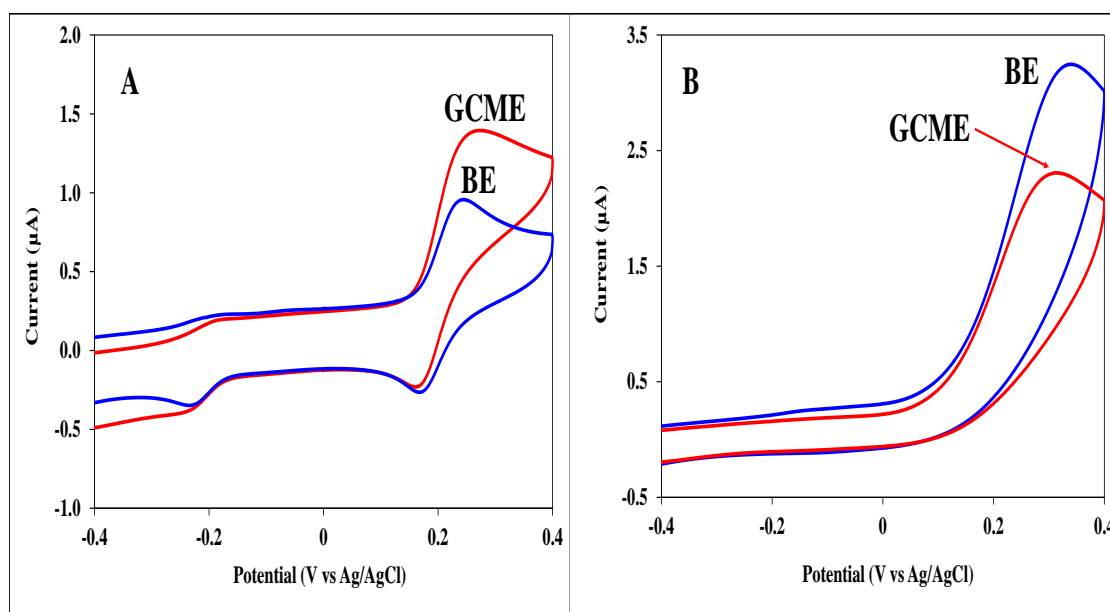 A
GCME
BE
2.0
1.5
1.0
0.5
0.0
-0.5
-1.0
Current (µA)
-0.4
-0.2
0
0.2
0.4
Potential (V vs Ag/AgCl)
B
BE
GCME
3.5
2.5
1.5
0.5
-0.5
Current (µA)
-0.4
-0.2
0
0.2
0.4
Potential (V vs Ag/AgCl)